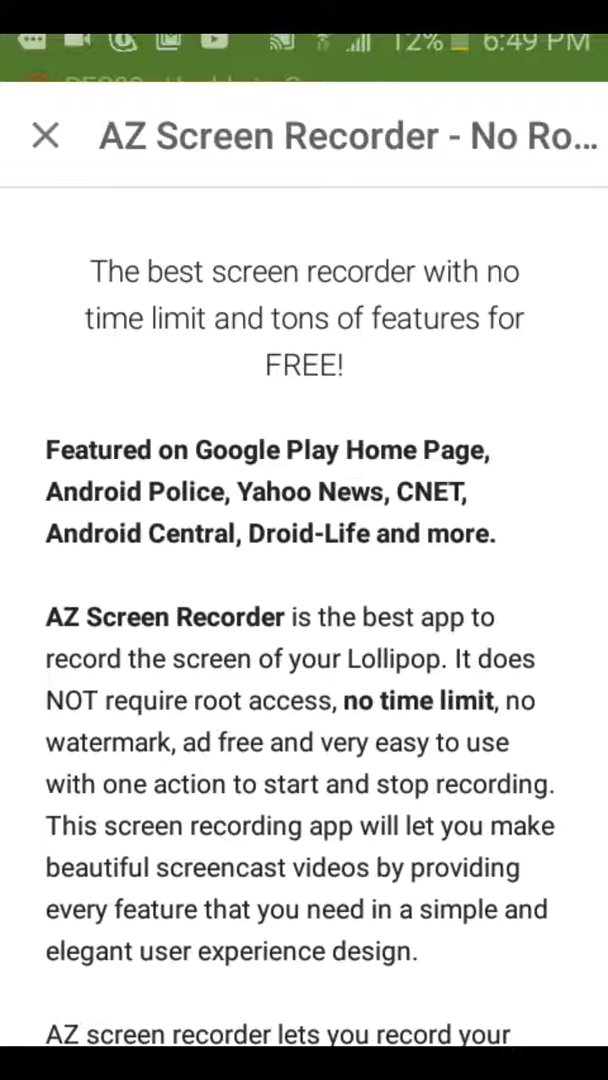 12% 6:49 PM
AZ Screen Recorder - No Ro...
The best screen recorder with no
time limit and tons of features for
FREE!
Featured on Google Play Home Page,
Android Police, Yahoo News, CNET,
Android Central, Droid-Life and more.
AZ Screen Recorder is the best app to
record the screen of your Lollipop. It does
NOT require root access, no time limit, no
watermark, ad free and very easy to use
with one action to start and stop recording.
This screen recording app will let you make
beautiful screencast videos by providing
every feature that you need in a simple and
elegant user experience design.
AZ screen recorder lets you record your